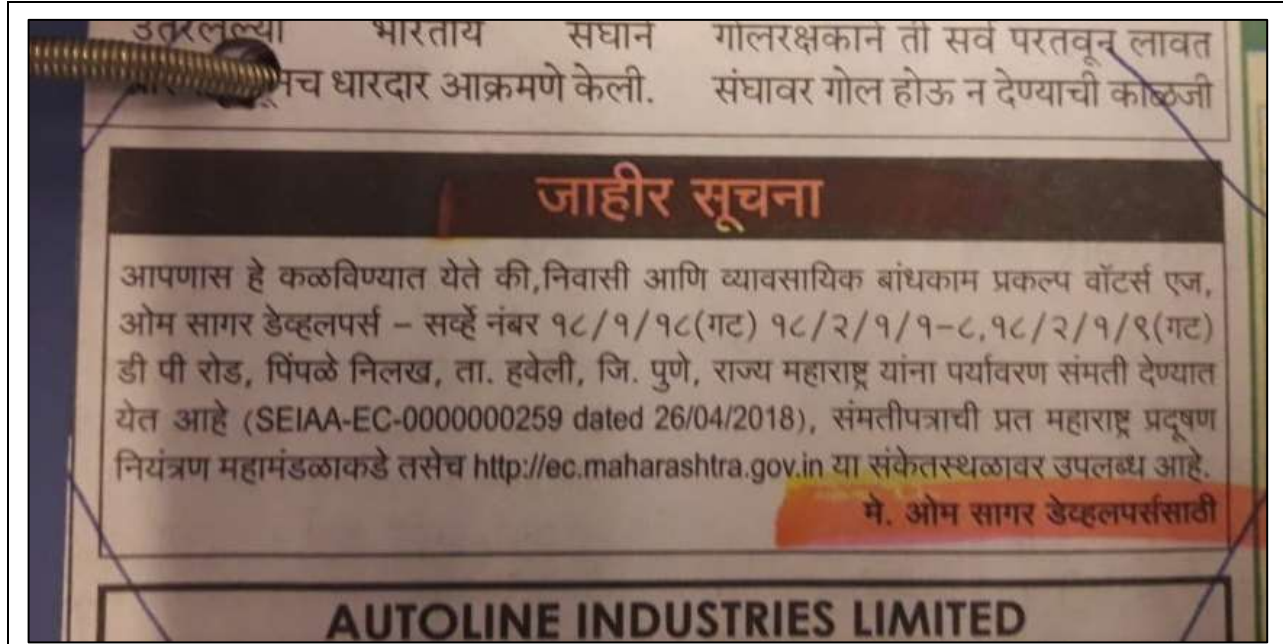 उतरलेल्या भारतीय संघाने
धारदार आक्रमणे केली.
गोलरक्षकाने ती सर्व परतवून लावत
संघावर गोल होऊ न देण्याची काळजी
जाहीर सूचना
आपणास हे कळविण्यात येते की,निवासी आणि व्यावसायिक बांधकाम प्रकल्प वॉटर्स एज,
ओम सागर डेव्हलपर्स – सर्व्हे नंबर १८/१/१८(गट) १८/२/१/१-८,१८/२/१/९(गट)
डी पी रोड, पिंपळे निलख, ता. हवेली, जि. पुणे, राज्य महाराष्ट्र यांना पर्यावरण संमती देण्यात
येत आहे (SEIAA-EC-0000000259 dated 26/04/2018), संमतीपत्राची प्रत महाराष्ट्र प्रदूषण
नियंत्रण महामंडळाकडे तसेच http://ec.maharashtra.gov.in या संकेतस्थळावर उपलब्ध आहे.
मे. ओम सागर डेव्हलपर्ससाठी
AUTOLINE INDUSTRIES LIMITED